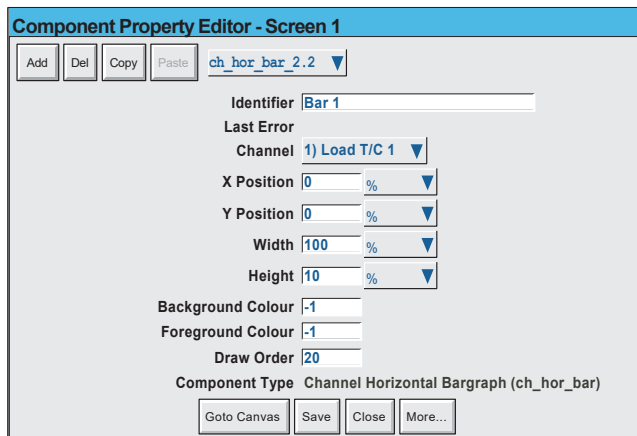 Component Property Editor - Screen 1
Add Del Copy Paste ch_hor_bar_2.2
Identifier Bar 1
Last Error
Channel 1) Load T/C 1
X Position 0 %
Y Position 0 %
Width 100 %
Height 10 %
Background Colour -1
Foreground Colour -1
Draw Order 20
Component Type Channel Horizontal Bargraph (ch_hor_bar)
Goto Canvas Save Close More...